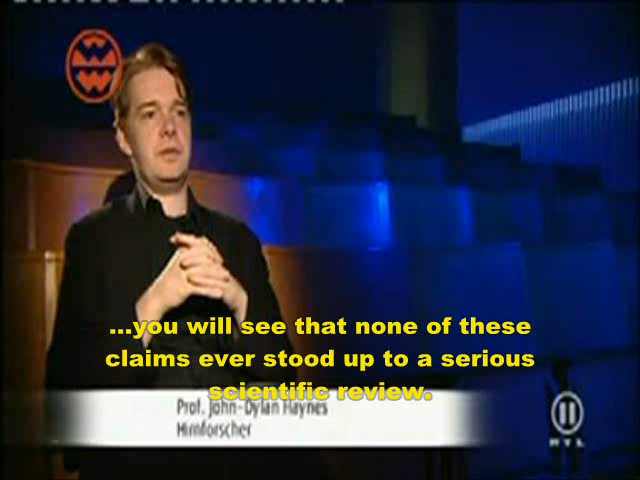 ...you will see that none of these
claims ever stood up to a serious
scientific review.
Prof. John-Dylan Haynes
Hirnforscher
RTL